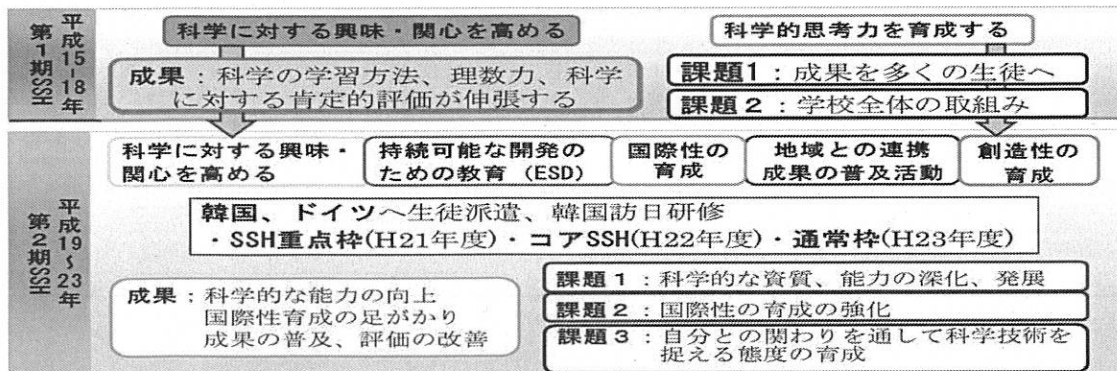 平成15-18年
第1期SSH
科学に対する興味・関心を高める
科学的思考力を育成する
成果：科学の学習方法、理数力、科学
に対する肯定的評価が伸張する
課題1：成果を多くの生徒へ
課題2：学校全体の取組み
平成19～23年
第2期SSH
科学に対する興味・
関心を高める
持続可能な開発の
ための教育（ESD）
国際性の
育成
地域との連携
成果の普及活動
創造性の
育成
韓国、ドイツへ生徒派遣、韓国訪日研修
・SSH重点枠(H21年度)・コアSSH(H22年度)・通常枠(H23年度)
成果：科学的な能力の向上
国際性育成の足がかり
成果の普及、評価の改善
課題1：科学的な資質、能力の深化、発展
課題2：国際性の育成の強化
課題3：自分との関わりを通して科学技術を
捉える態度の育成